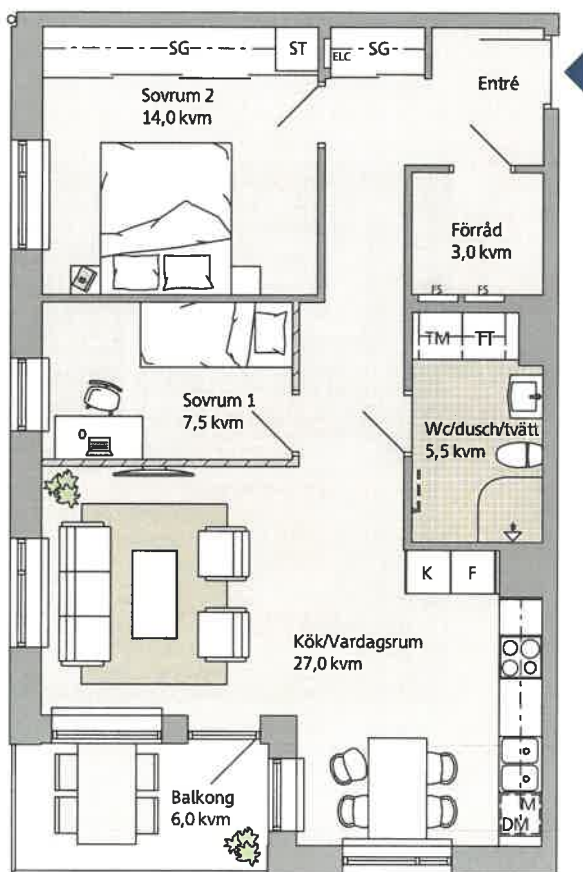 SG
ST
ELC
SG
Entré
Sovrum 2
14,0 kvm
Förråd
3,0 kvm
FS
FS
TM
TT
Sovrum 1
7,5 kvm
Wc/dusch/tvätt
5,5 kvm
K
F
Kök/Vardagsrum
27,0 kvm
Balkong
6,0 kvm
M
DM